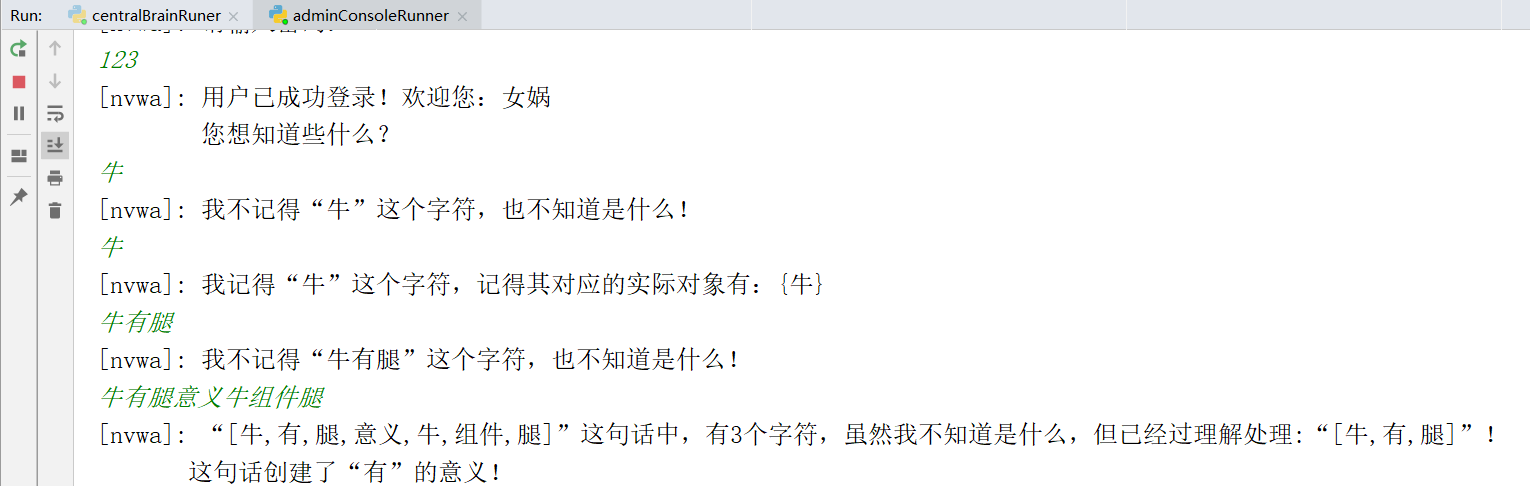 Run: centralBrainRuner × adminConsoleRunner ×
123
[nvwa]: 用户已成功登录！欢迎您：女娲
您想知道些什么？
牛
[nvwa]: 我不记得“牛”这个字符，也不知道是什么！
牛
[nvwa]: 我记得“牛”这个字符，记得其对应的实际对象有：{牛}
牛有腿
[nvwa]: 我不记得“牛有腿”这个字符，也不知道是什么！
牛有腿意义牛组件腿
[nvwa]: “[牛,有,腿,意义,牛,组件,腿]”这句话中，有3个字符，虽然我不知道是什么，但已经过理解处理:“[牛,有,腿]”！
这句话创建了“有”的意义！